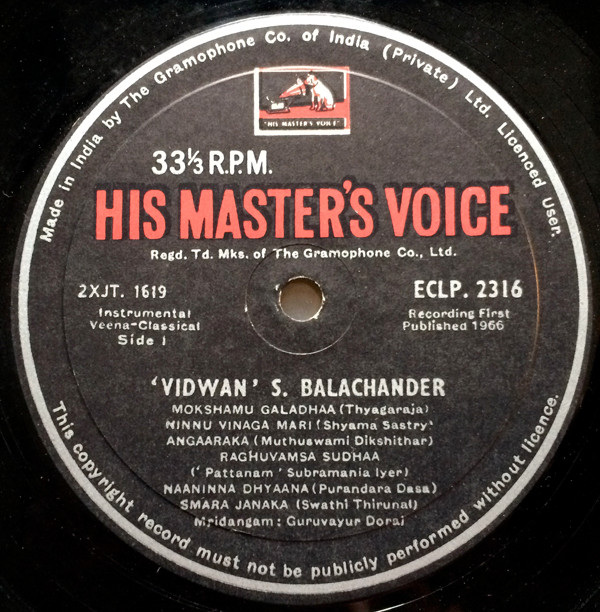 Made in India by The Gramophone Co. of India (Private) Ltd. Licenced User.
"HIS MASTER'S VOICE"
33⅓ R.P.M.
HIS MASTER'S VOICE
Regd. Td. Mks. of The Gramophone Co., Ltd.
2XJT. 1619
Instrumental
Veena-Classical
Side 1
ECLP. 2316
Recording First
Published 1966
'VIDWAN' S. BALACHANDER
MOKSHAMU GALADHAA (Thyagaraja)
NINNU VINAGA MARI (Shyama Sastry)
ANGAARAKA (Muthuswami Dikshithar)
RAGHUVAMSA SUDHAA
(' Pattanam ' Subramania Iyer)
NAANINNA DHYAANA (Purandara Dasa)
SMARA JANAKA (Swathi Thirunal)
Mridangam : Guruvayur Dorai
This copyright record must not be publicly performed without licence.